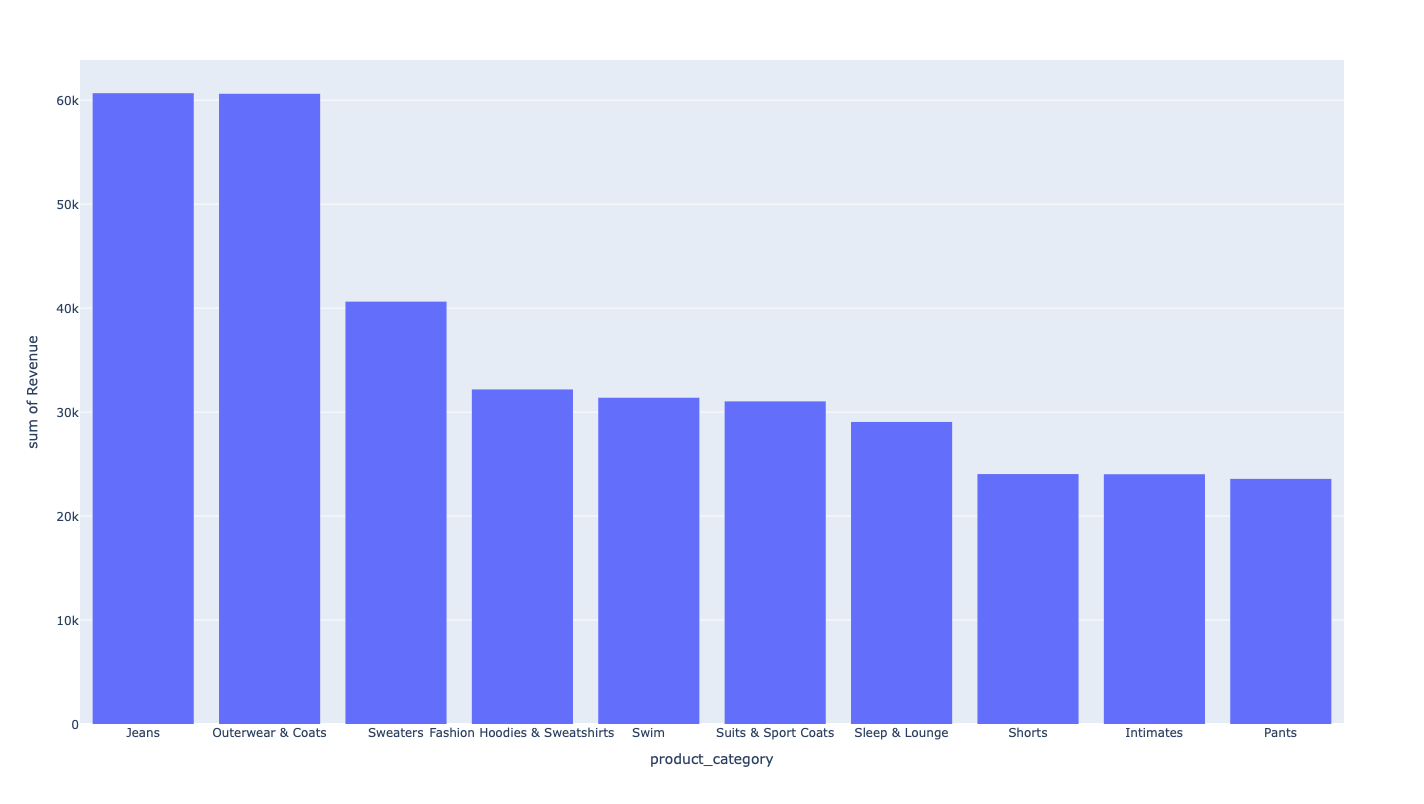 60k
50k
40k
30k
20k
10k
0
sum of Revenue
Jeans
Outerwear & Coats
Sweaters
Fashion Hoodies & Sweatshirts
Swim
Suits & Sport Coats
Sleep & Lounge
Shorts
Intimates
Pants
product_category